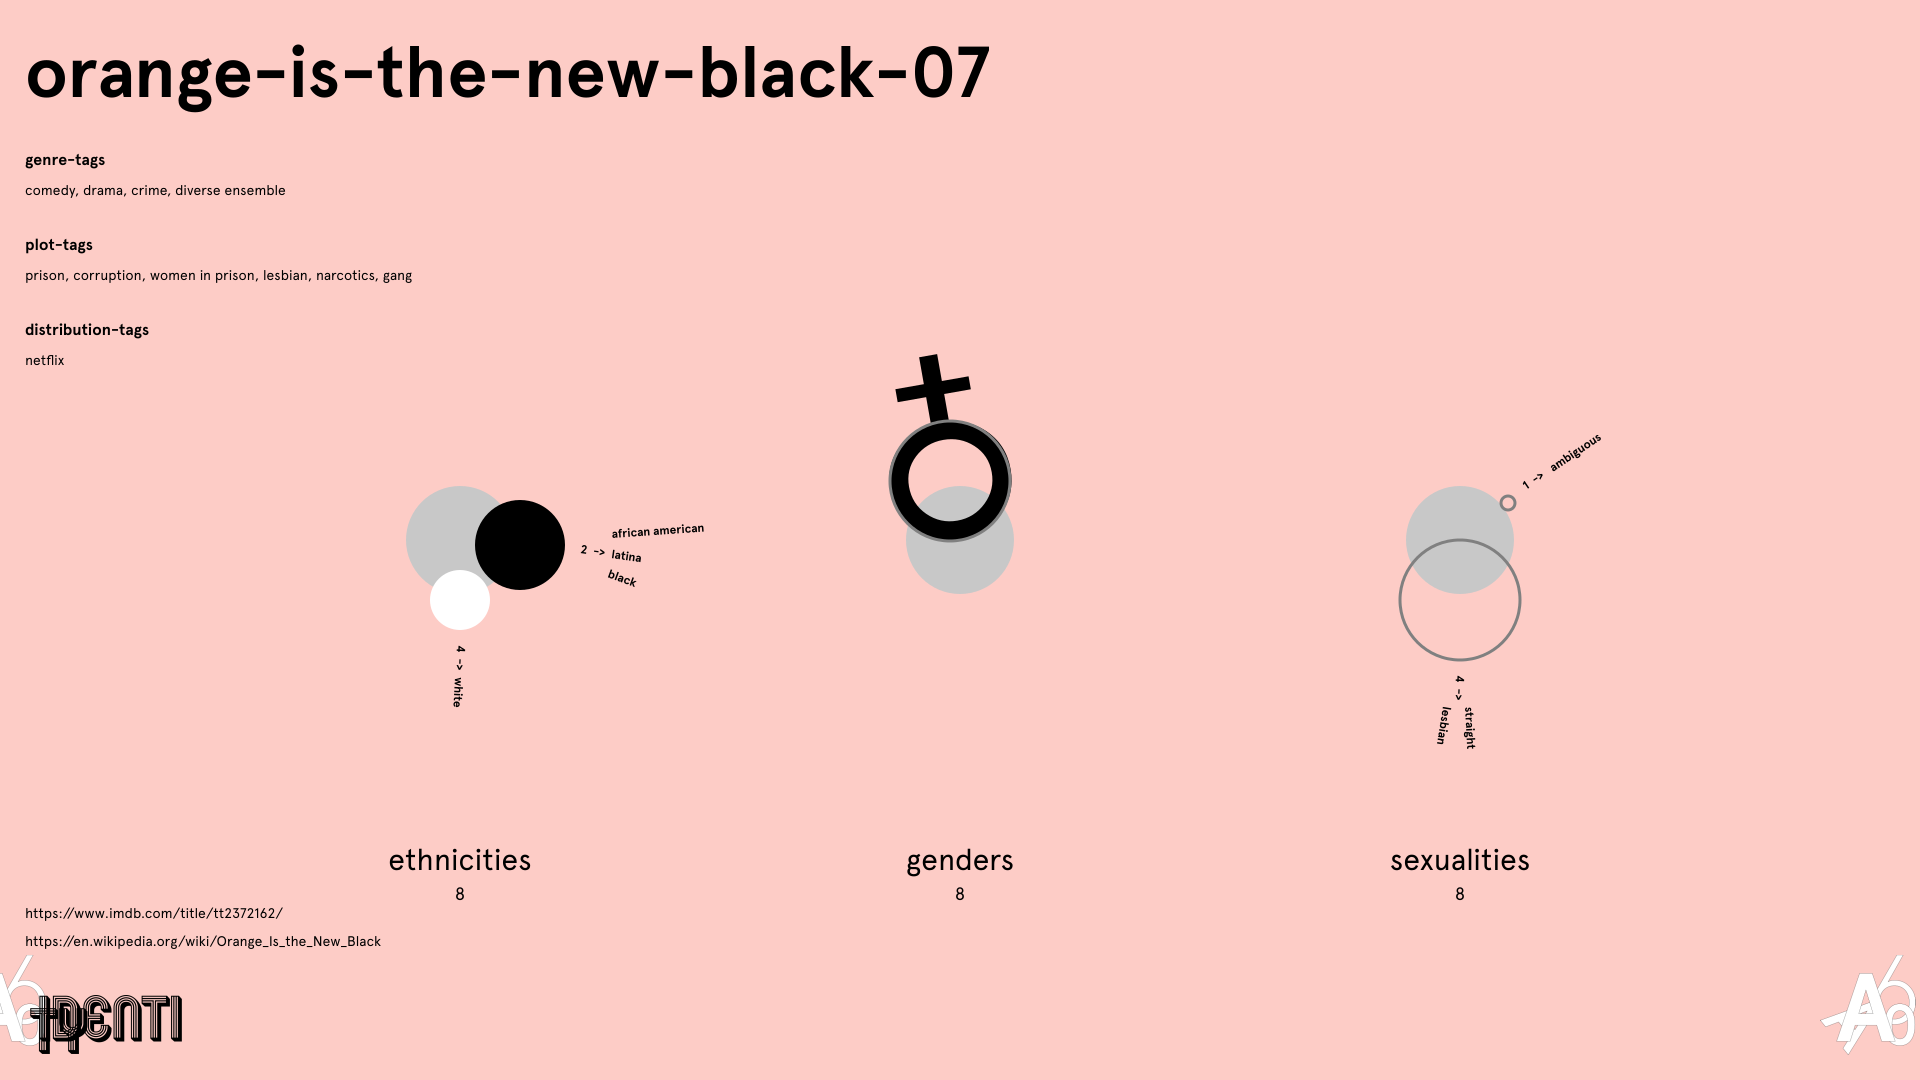 orange-is-the-new-black-07
genre-tags
comedy, drama, crime, diverse ensemble
plot-tags
prison, corruption, women in prison, lesbian, narcotics, gang
distribution-tags
netflix
1 -> ambiguous
african american
2 -> latina
black
4 -> white
4 -> straight
lesbian
ethnicities
8
genders
8
sexualities
8
https://www.imdb.com/title/tt2372162/
https://en.wikipedia.org/wiki/Orange_Is_the_New_Black
IDENTI